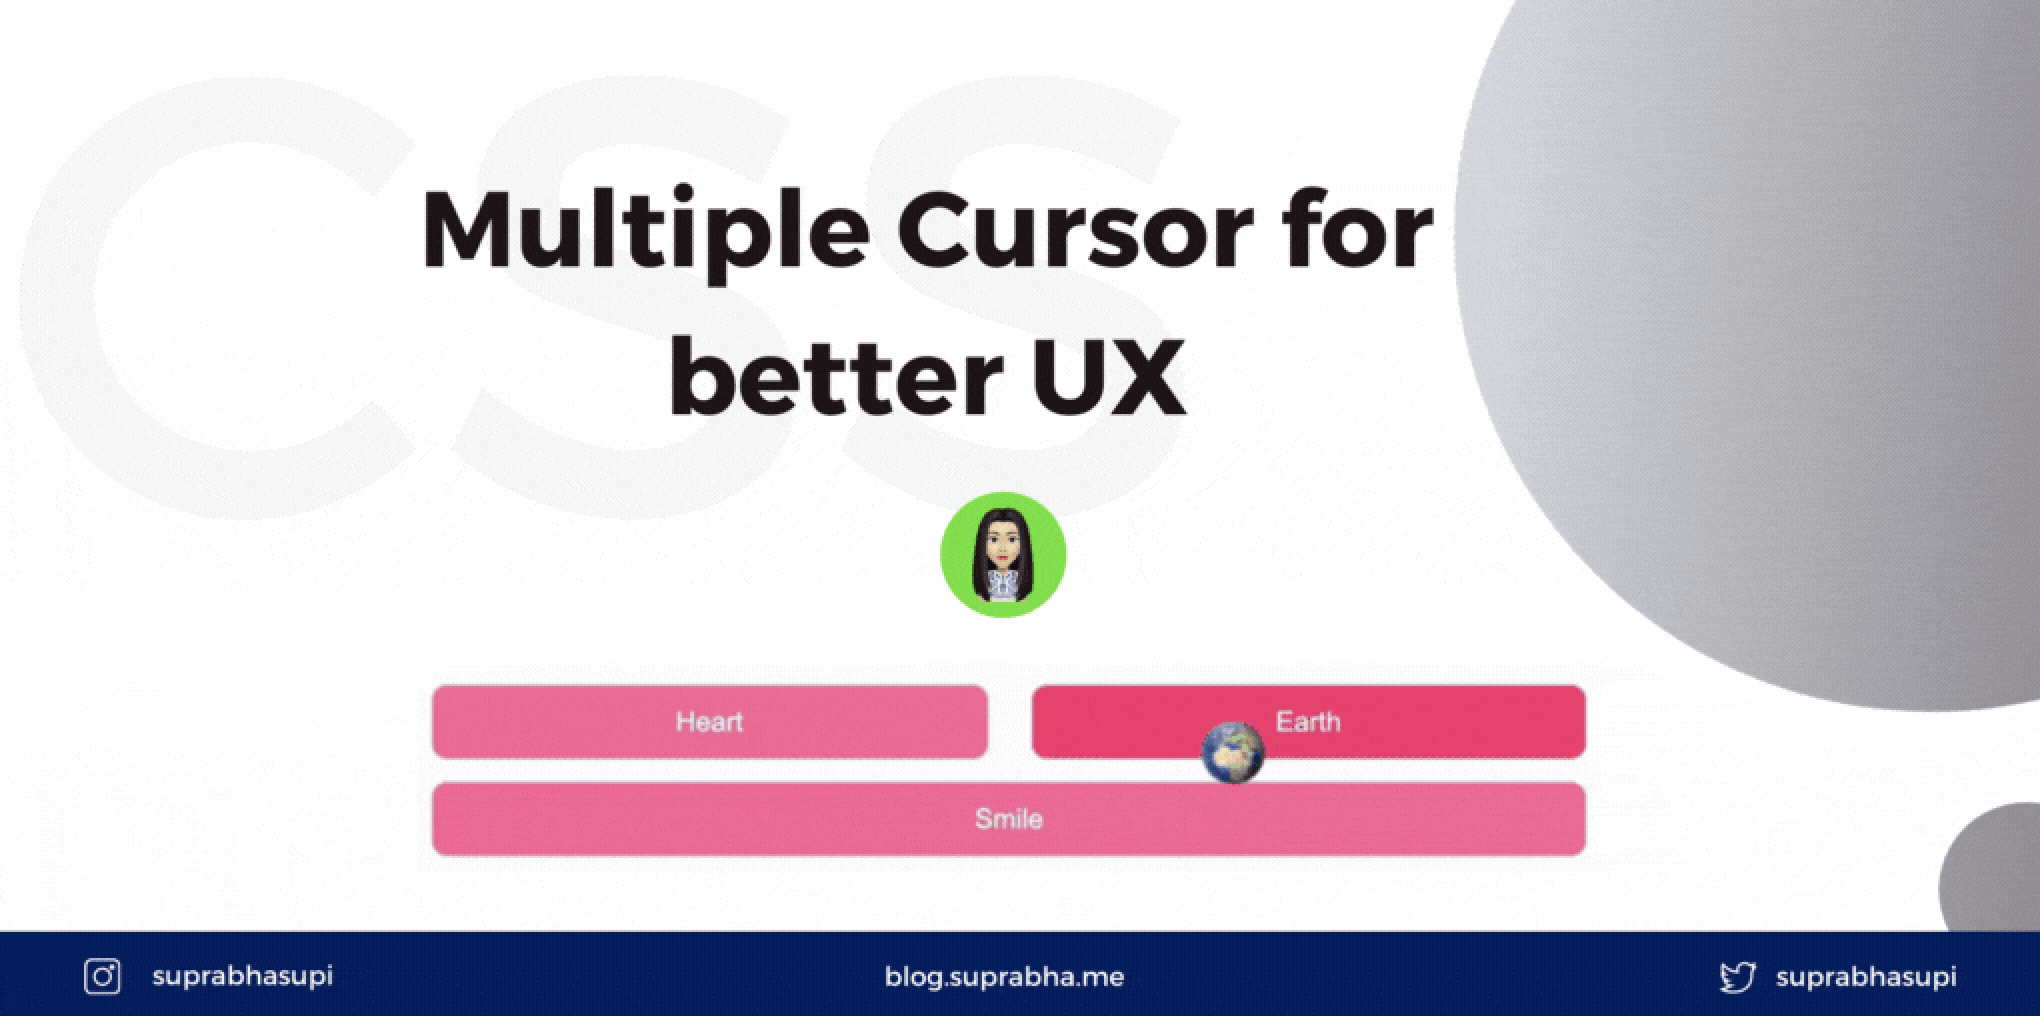 CSS
Multiple Cursor for
better UX
Heart
Earth
Smile
suprabhasupi
blog.suprabha.me
suprabhasupi